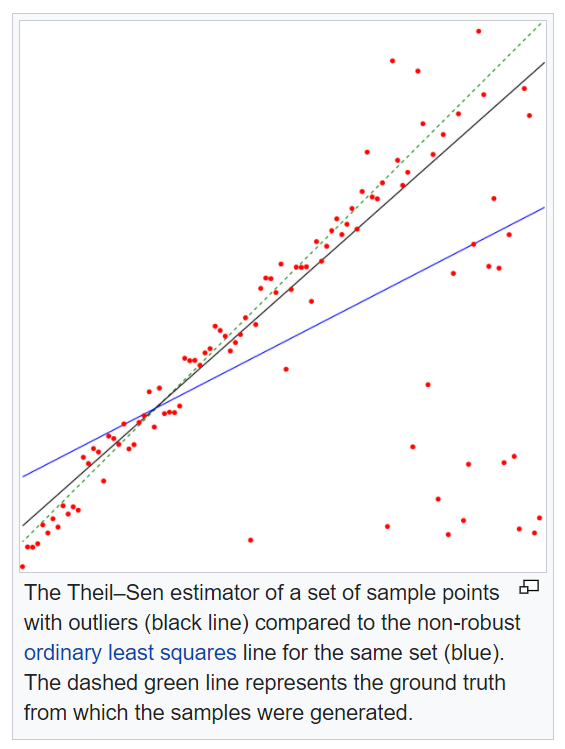 The Theil–Sen estimator of a set of sample points
with outliers (black line) compared to the non-robust
ordinary least squares line for the same set (blue).
The dashed green line represents the ground truth
from which the samples were generated.